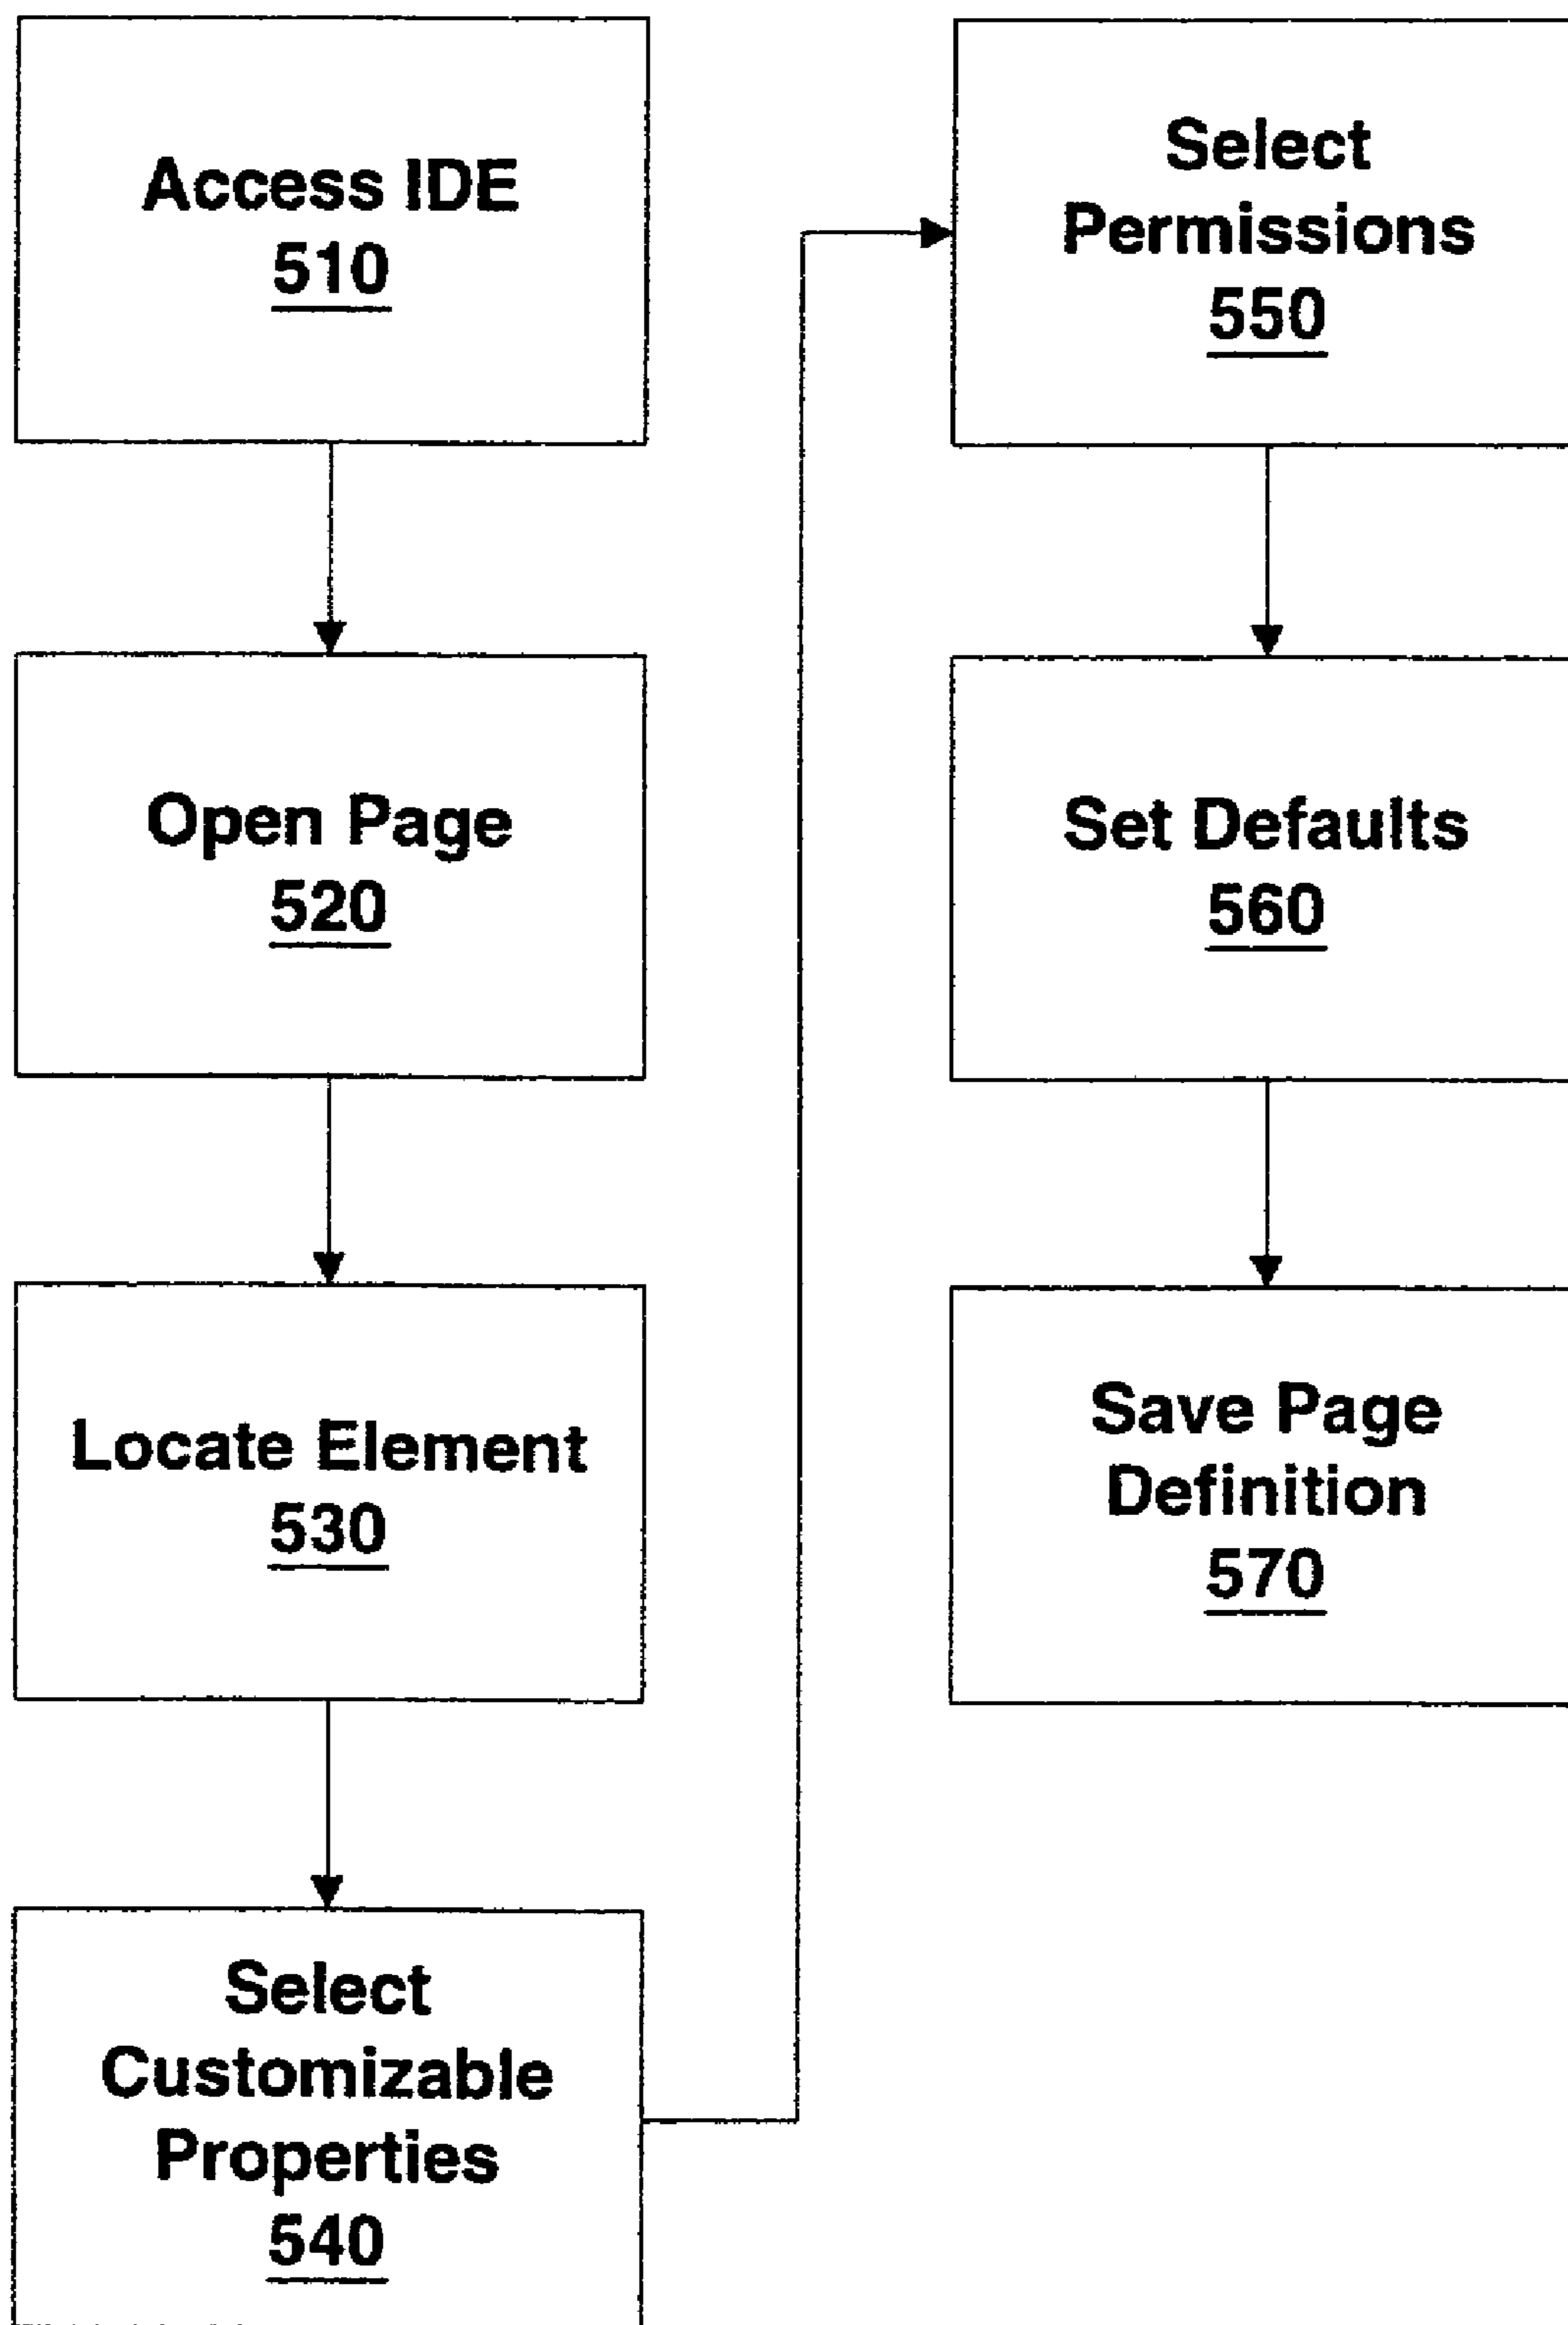 Access IDE
510
Open Page
520
Locate Element
530
Select
Customizable
Properties
540
Select
Permissions
550
Set Defaults
560
Save Page
Definition
570